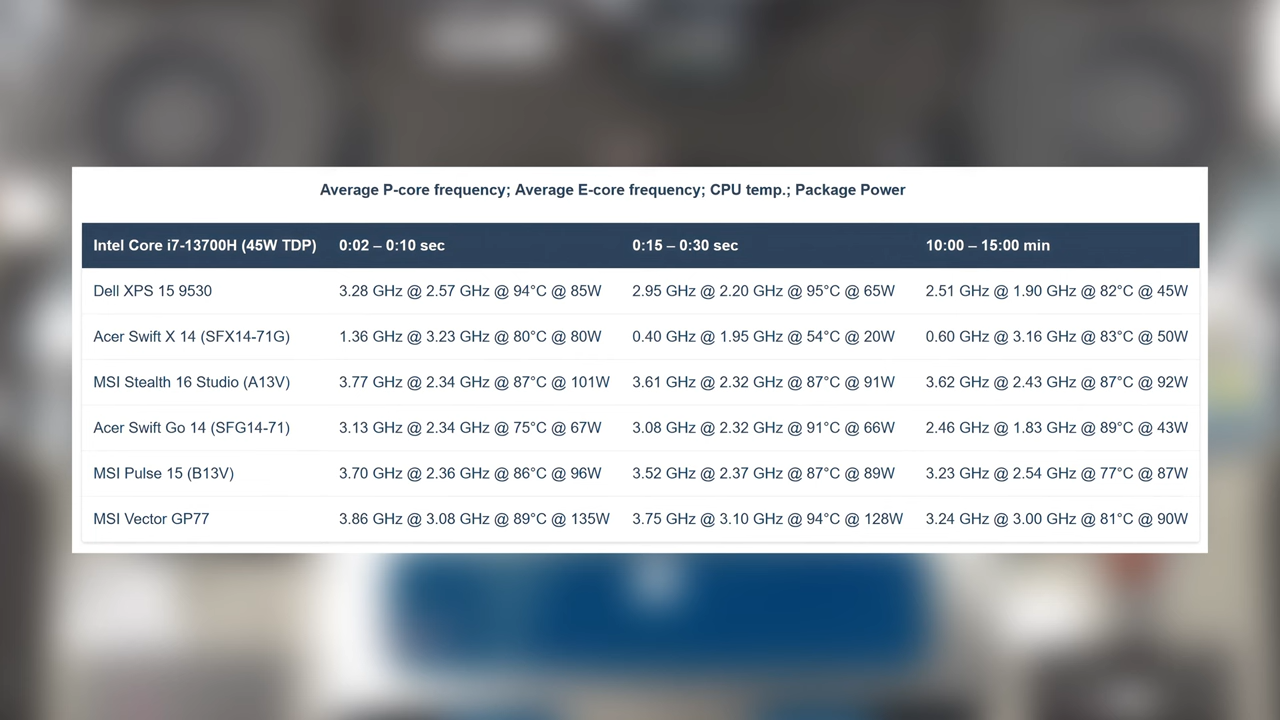 Average P-core frequency; Average E-core frequency; CPU temp.; Package Power
Intel Core i7-13700H (45W TDP) 0:02 – 0:10 sec 0:15 – 0:30 sec 10:00 – 15:00 min
Dell XPS 15 9530 3.28 GHz @ 2.57 GHz @ 94°C @ 85W 2.95 GHz @ 2.20 GHz @ 95°C @ 65W 2.51 GHz @ 1.90 GHz @ 82°C @ 45W
Acer Swift X 14 (SFX14-71G) 1.36 GHz @ 3.23 GHz @ 80°C @ 80W 0.40 GHz @ 1.95 GHz @ 54°C @ 20W 0.60 GHz @ 3.16 GHz @ 83°C @ 50W
MSI Stealth 16 Studio (A13V) 3.77 GHz @ 2.34 GHz @ 87°C @ 101W 3.61 GHz @ 2.32 GHz @ 87°C @ 91W 3.62 GHz @ 2.43 GHz @ 87°C @ 92W
Acer Swift Go 14 (SFG14-71) 3.13 GHz @ 2.34 GHz @ 75°C @ 67W 3.08 GHz @ 2.32 GHz @ 91°C @ 66W 2.46 GHz @ 1.83 GHz @ 89°C @ 43W
MSI Pulse 15 (B13V) 3.70 GHz @ 2.36 GHz @ 86°C @ 96W 3.52 GHz @ 2.37 GHz @ 87°C @ 89W 3.23 GHz @ 2.54 GHz @ 77°C @ 87W
MSI Vector GP77 3.86 GHz @ 3.08 GHz @ 89°C @ 135W 3.75 GHz @ 3.10 GHz @ 94°C @ 128W 3.24 GHz @ 3.00 GHz @ 81°C @ 90W